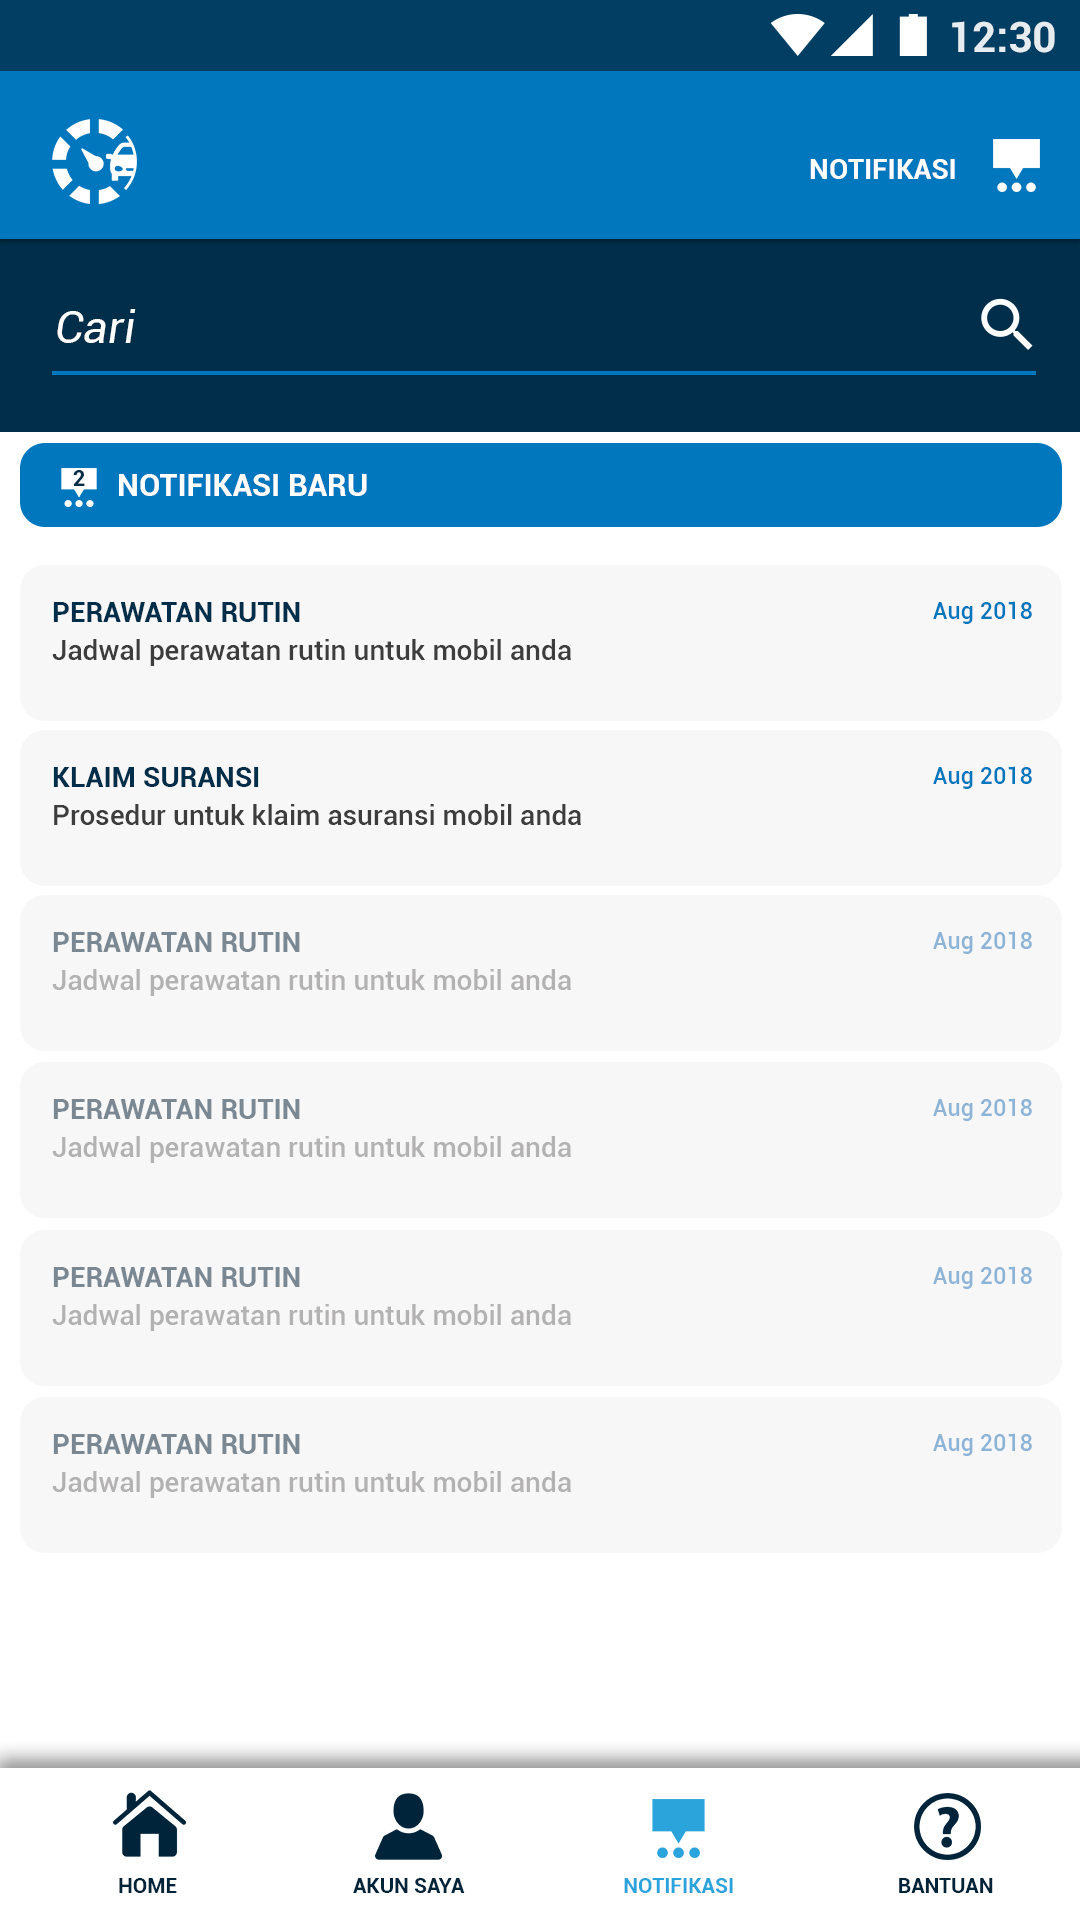 12:30
NOTIFIKASI
Cari
2
NOTIFIKASI BARU
PERAWATAN RUTIN
Aug 2018
Jadwal perawatan rutin untuk mobil anda
KLAIM SURANSI
Aug 2018
Prosedur untuk klaim asuransi mobil anda
PERAWATAN RUTIN
Aug 2018
Jadwal perawatan rutin untuk mobil anda
PERAWATAN RUTIN
Aug 2018
Jadwal perawatan rutin untuk mobil anda
PERAWATAN RUTIN
Aug 2018
Jadwal perawatan rutin untuk mobil anda
PERAWATAN RUTIN
Aug 2018
Jadwal perawatan rutin untuk mobil anda
HOME
AKUN SAYA
NOTIFIKASI
BANTUAN